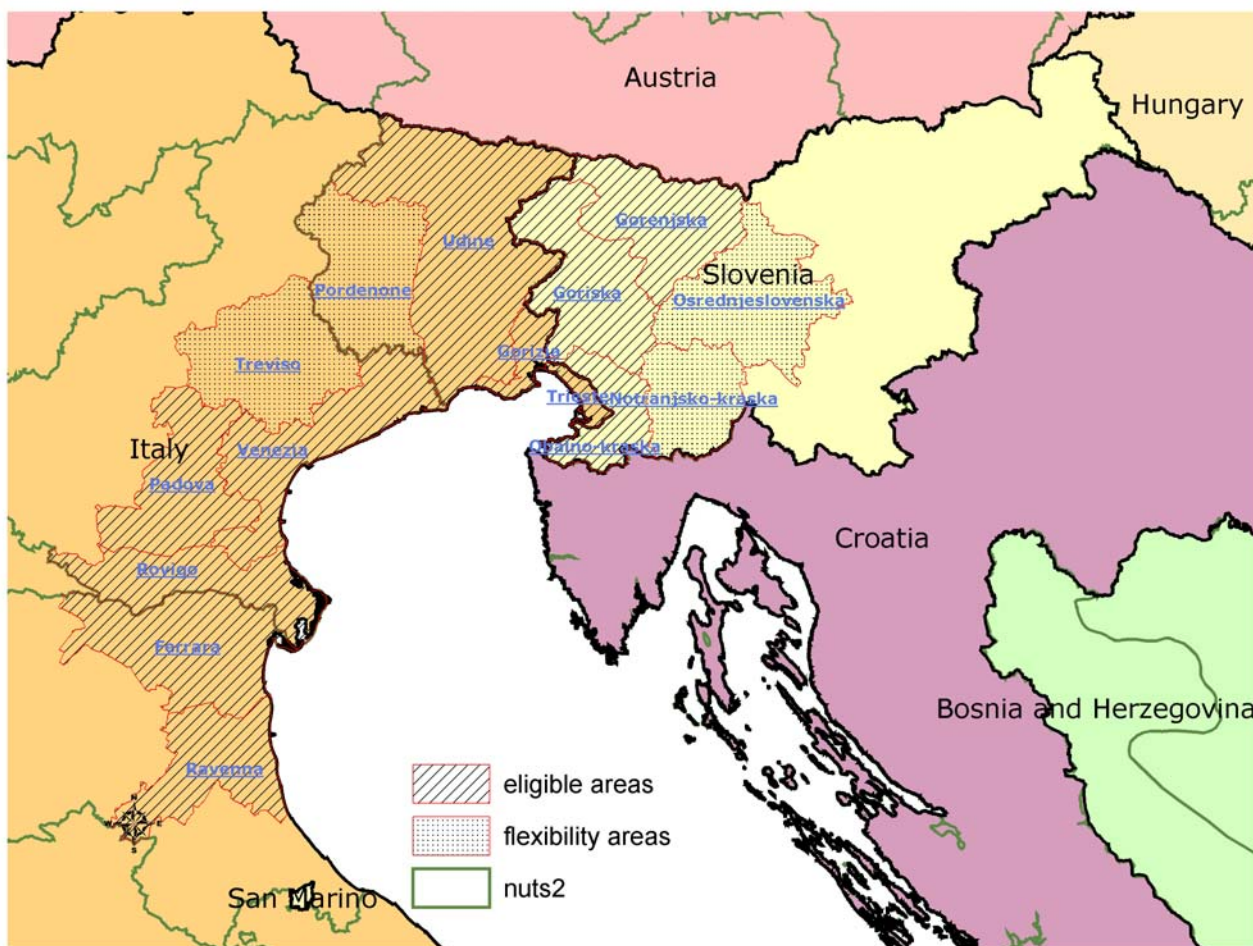 Austria
Hungary
Gorenjska
Udine
Slovenia
Pordenone
Goriska
Osrednjeslovenska
Gorizia
Treviso
Trieste
Notranjsko-kraska
Italy
Venezia
Obalno-kraska
Padova
Croatia
Rovigo
Ferrara
Bosnia and Herzegovina
Ravenna
eligible areas
N
W E
S
flexibility areas
nuts2
San Marino